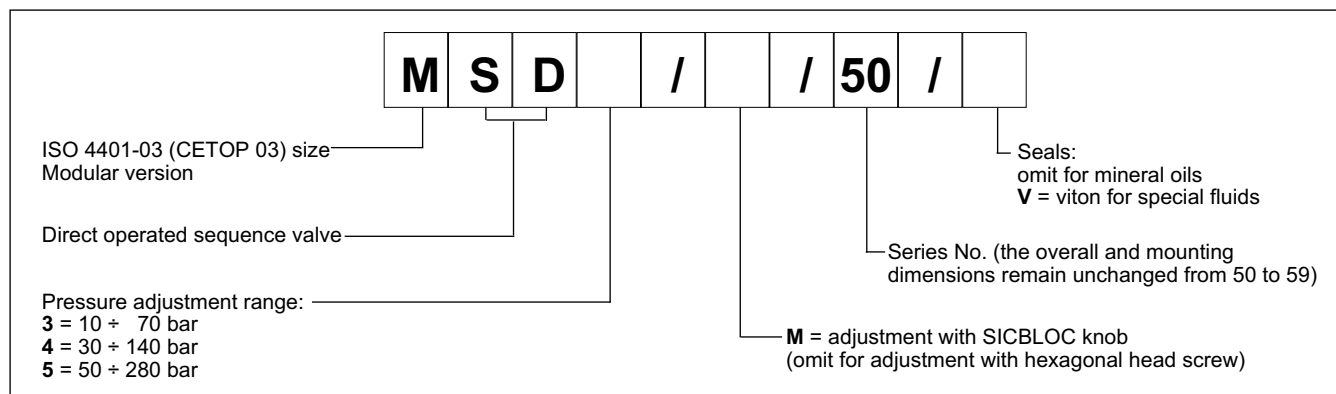 M S D / / 50 /
ISO 4401-03 (CETOP 03) size
Modular version
Direct operated sequence valve
Pressure adjustment range:
3 = 10 ÷ 70 bar
4 = 30 ÷ 140 bar
5 = 50 ÷ 280 bar
Seals:
omit for mineral oils
V = viton for special fluids
Series No. (the overall and mounting
dimensions remain unchanged from 50 to 59)
M = adjustment with SICBLOC knob
(omit for adjustment with hexagonal head screw)